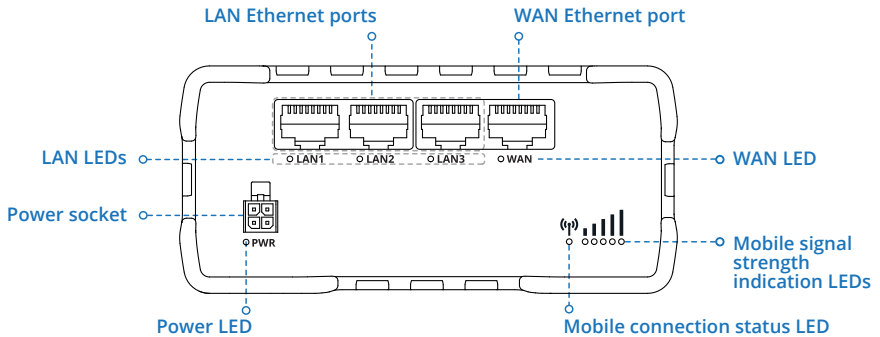 LAN Ethernet ports
WAN Ethernet port
LAN LEDs
LAN1
LAN2
LAN3
WAN
WAN LED
Power socket
PWR
Mobile signal
strength
indication LEDs
Power LED
Mobile connection status LED